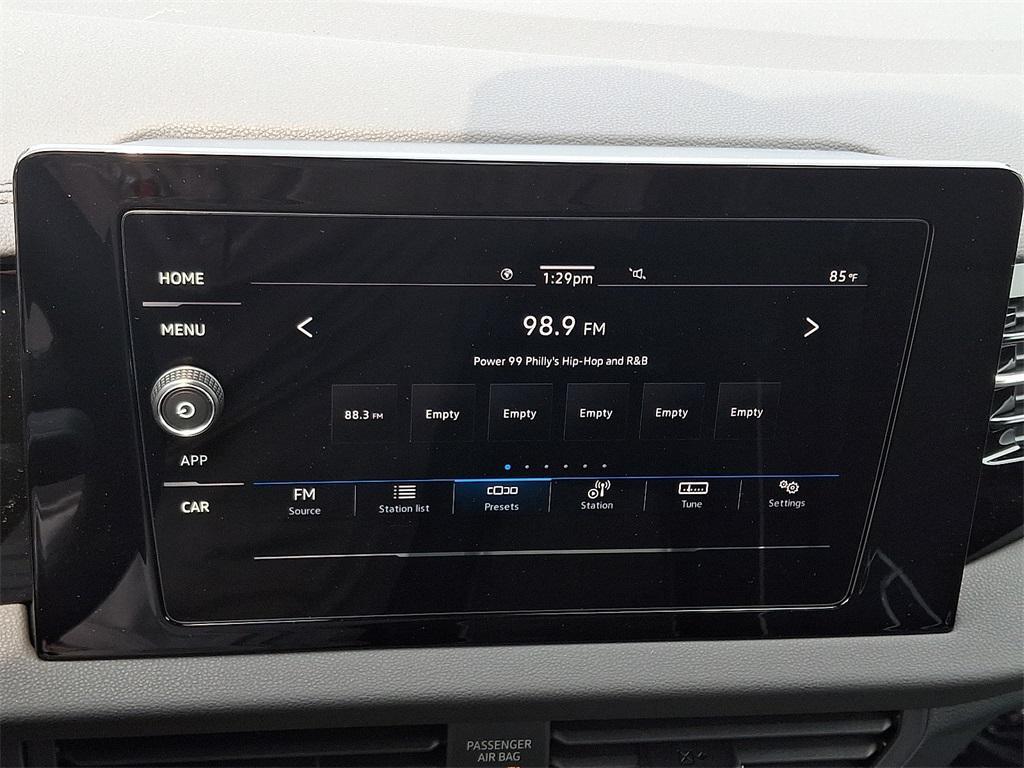 HOME
1:29pm
85°F
MENU
98.9 FM
Power 99 Philly's Hip-Hop and R&B
88.3 FM Empty Empty Empty Empty Empty
APP
CAR
FM
Source Station list Presets Station Tune Settings
PASSENGER
AIR BAG